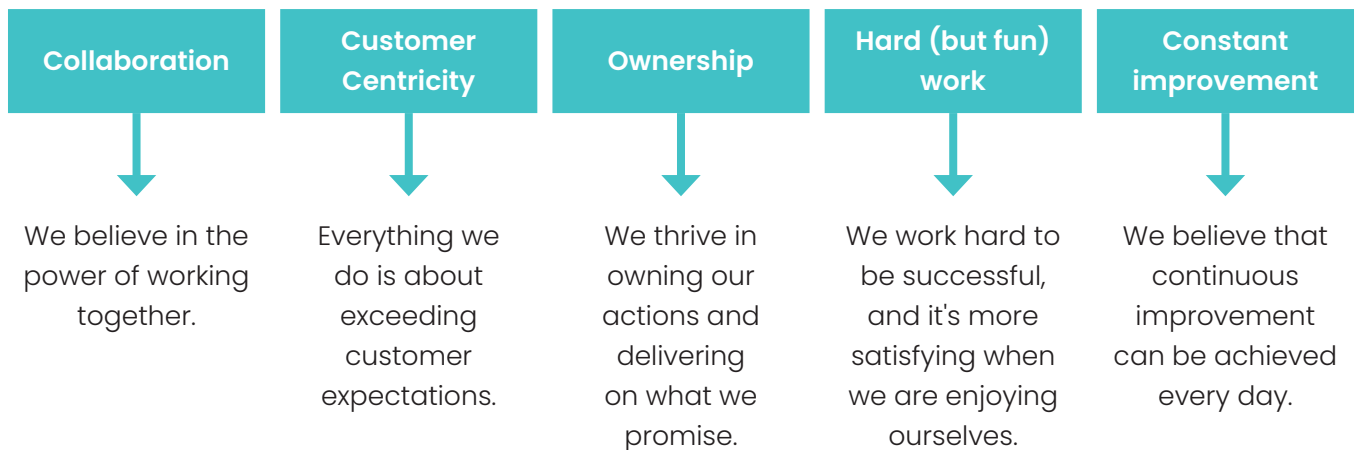 Collaboration
We believe in the
power of working
together.
Customer
Centricity
Everything we
do is about
exceeding
customer
expectations.
Ownership
We thrive in
owning our
actions and
delivering
on what we
promise.
Hard (but fun)
work
We work hard to
be successful,
and it's more
satisfying when
we are enjoying
ourselves.
Constant
improvement
We believe that
continuous
improvement
can be achieved
every day.